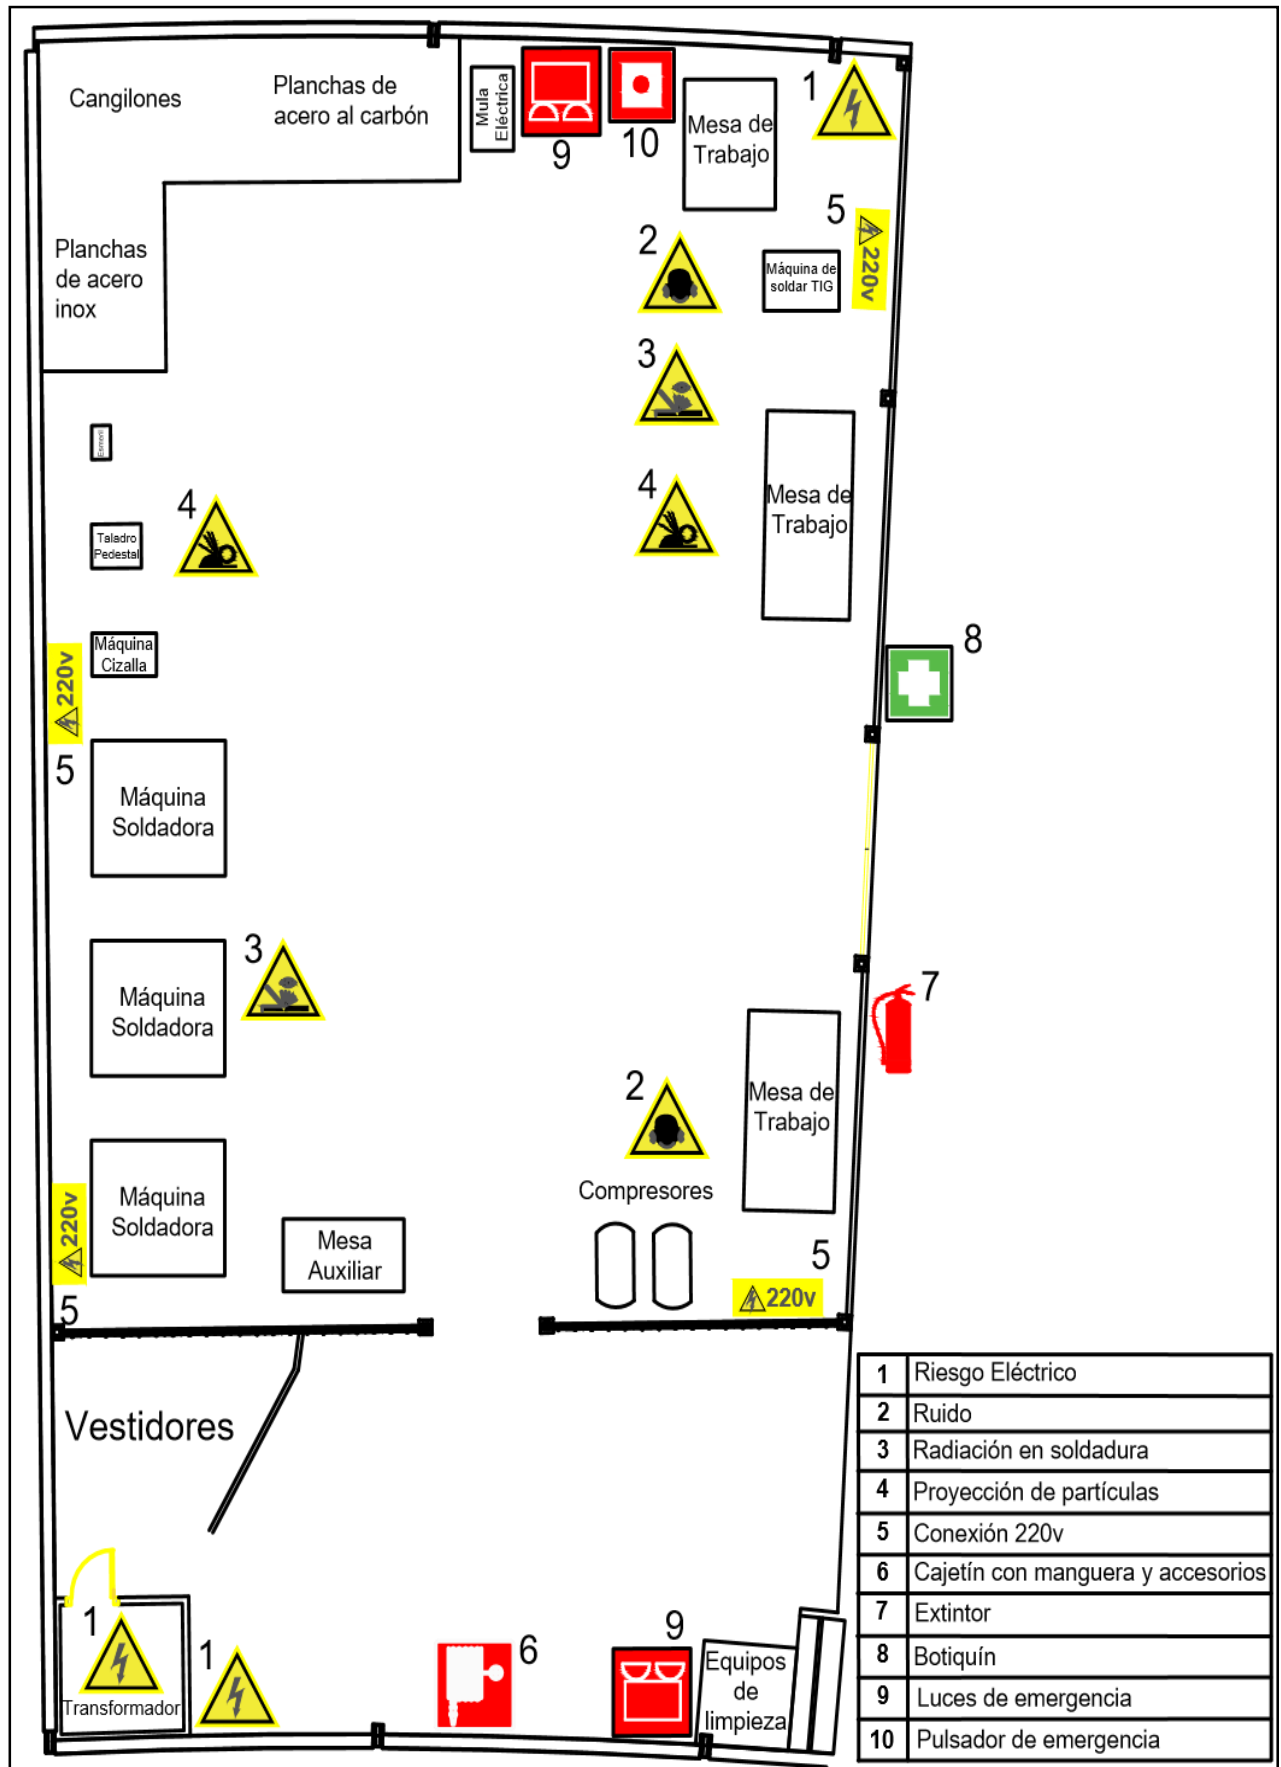 Cangilones
Planchas de
acero al carbón
Mula
Eléctrica
9
10
Mesa de
Trabajo
1
5
220v
2
Máquina de
soldar TIG
Planchas
de acero
inox
3
Esmeril
4
Taladro
Pedestal
4
Mesa de
Trabajo
Máquina
Cizalla
220v
5
8
Máquina
Soldadora
3
Máquina
Soldadora
7
2
Mesa de
Trabajo
Compresores
Máquina
Soldadora
220v
5
Mesa
Auxiliar
5
220v
Vestidores
1
Transformador
1
6
9
Equipos
de
limpieza
1 Riesgo Eléctrico
2 Ruido
3 Radiación en soldadura
4 Proyección de partículas
5 Conexión 220v
6 Cajetín con manguera y accesorios
7 Extintor
8 Botiquín
9 Luces de emergencia
10 Pulsador de emergencia